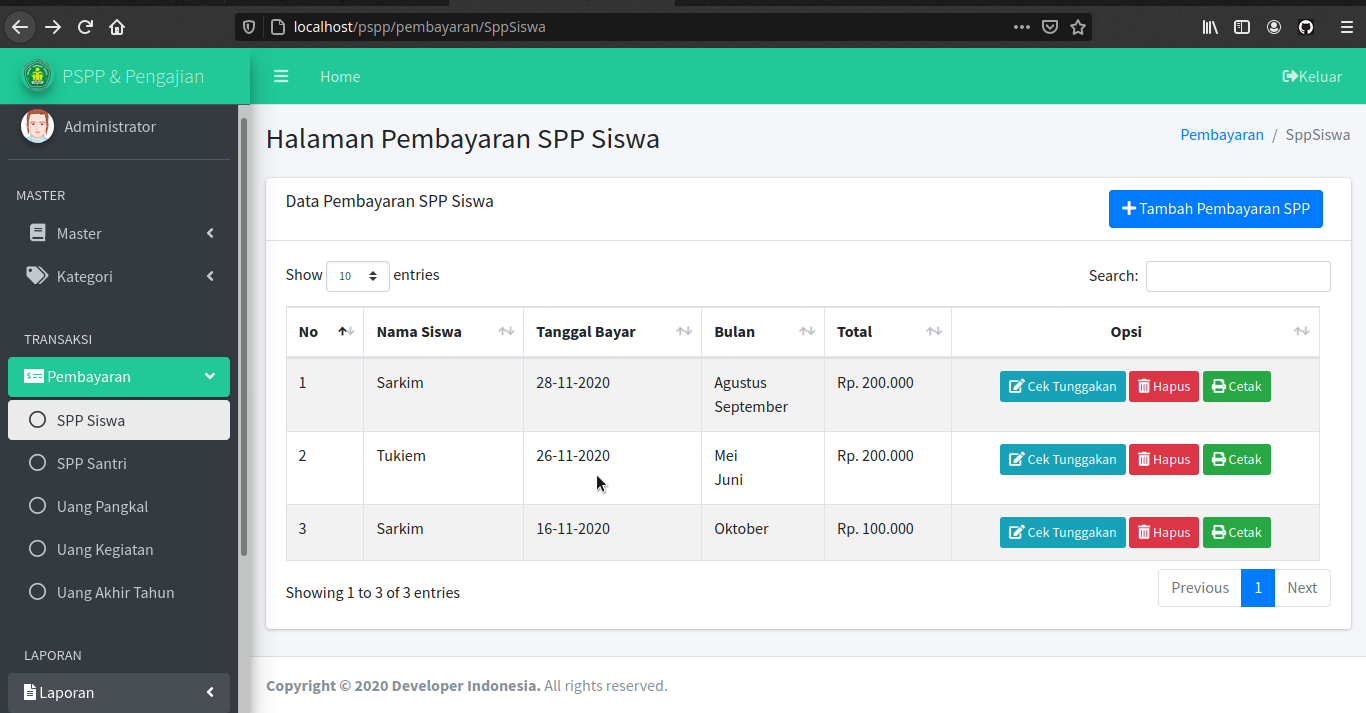 localhost/pspp/pembayaran/SppSiswa
PSPP & Pengajian
Home
Keluar
Administrator
MASTER
Master
Kategori
TRANSAKSI
Pembayaran
SPP Siswa
SPP Santri
Uang Pangkal
Uang Kegiatan
Uang Akhir Tahun
LAPORAN
Laporan
Halaman Pembayaran SPP Siswa
Pembayaran / SppSiswa
Data Pembayaran SPP Siswa
Tambah Pembayaran SPP
Show 10 entries
Search:
No Nama Siswa Tanggal Bayar Bulan Total Opsi
1 Sarkim 28-11-2020 Agustus Rp. 200.000 Cek Tunggakan Hapus Cetak
September
2 Tukiem 26-11-2020 Mei Rp. 200.000 Cek Tunggakan Hapus Cetak
Juni
3 Sarkim 16-11-2020 Oktober Rp. 100.000 Cek Tunggakan Hapus Cetak
Showing 1 to 3 of 3 entries
Previous 1 Next
Copyright © 2020 Developer Indonesia. All rights reserved.